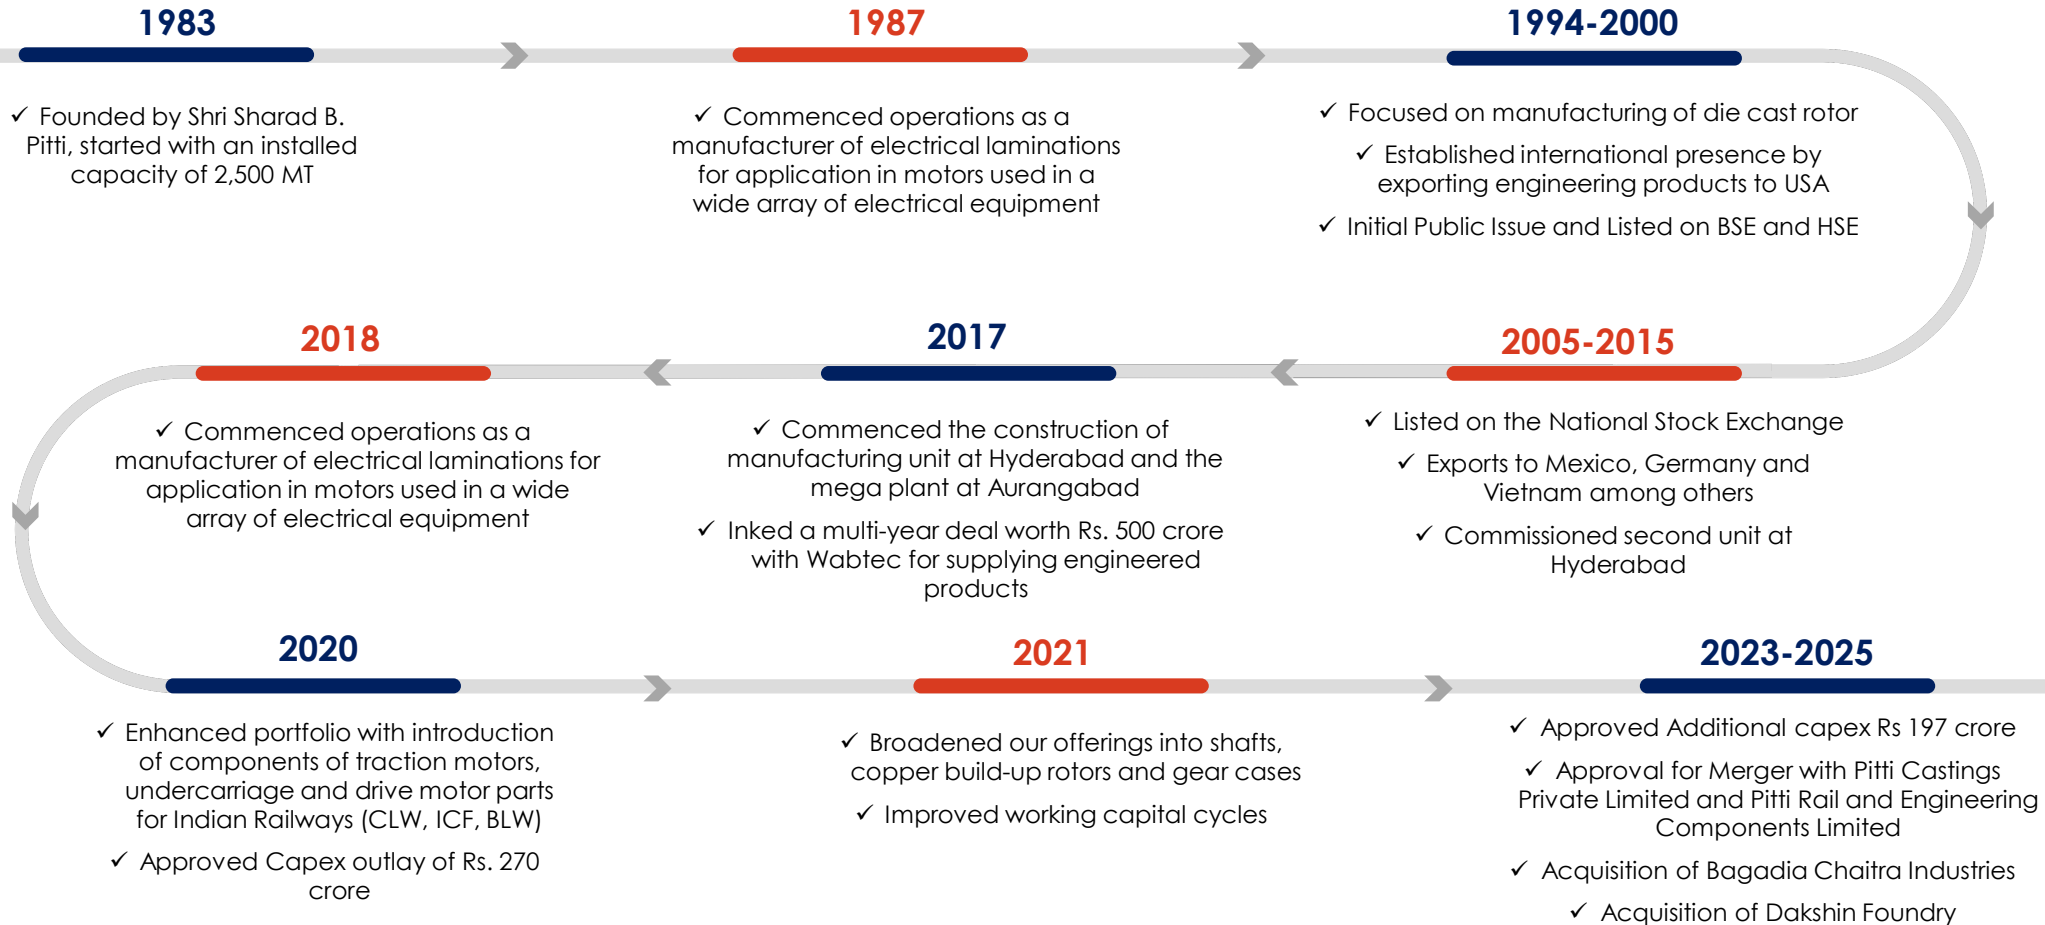 1983
✓ Founded by Shri Sharad B.
Pitti, started with an installed
capacity of 2,500 MT
1987
✓ Commenced operations as a
manufacturer of electrical laminations
for application in motors used in a
wide array of electrical equipment
1994-2000
✓ Focused on manufacturing of die cast rotor
✓ Established international presence by
exporting engineering products to USA
✓ Initial Public Issue and Listed on BSE and HSE
2005-2015
✓ Listed on the National Stock Exchange
✓ Exports to Mexico, Germany and
Vietnam among others
✓ Commissioned second unit at
Hyderabad
2017
✓ Commenced the construction of
manufacturing unit at Hyderabad and the
mega plant at Aurangabad
✓ Inked a multi-year deal worth Rs. 500 crore
with Wabtec for supplying engineered
products
2018
✓ Commenced operations as a
manufacturer of electrical laminations for
application in motors used in a wide
array of electrical equipment
2020
✓ Enhanced portfolio with introduction
of components of traction motors,
undercarriage and drive motor parts
for Indian Railways (CLW, ICF, BLW)
✓ Approved Capex outlay of Rs. 270
crore
2021
✓ Broadened our offerings into shafts,
copper build-up rotors and gear cases
✓ Improved working capital cycles
2023-2025
✓ Approved Additional capex Rs 197 crore
✓ Approval for Merger with Pitti Castings
Private Limited and Pitti Rail and Engineering
Components Limited
✓ Acquisition of Bagadia Chaitra Industries
✓ Acquisition of Dakshin Foundry